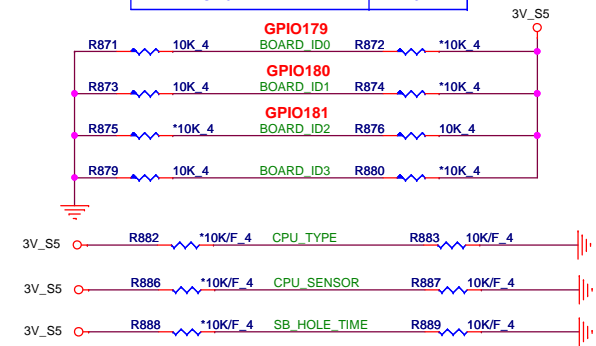 3V_S5
GPIO179
R871 10K_4 BOARD_ID0 R872 *10K_4
GPIO180
R873 10K_4 BOARD_ID1 R874 *10K_4
GPIO181
R875 *10K_4 BOARD_ID2 R876 10K_4
R879 10K_4 BOARD_ID3 R880 *10K_4
3V_S5 R882 *10K/F_4 CPU_TYPE R883 10K/F_4
3V_S5 R886 *10K/F_4 CPU_SENSOR R887 10K/F_4
3V_S5 R888 *10K/F_4 SB_HOLE_TIME R889 10K/F_4